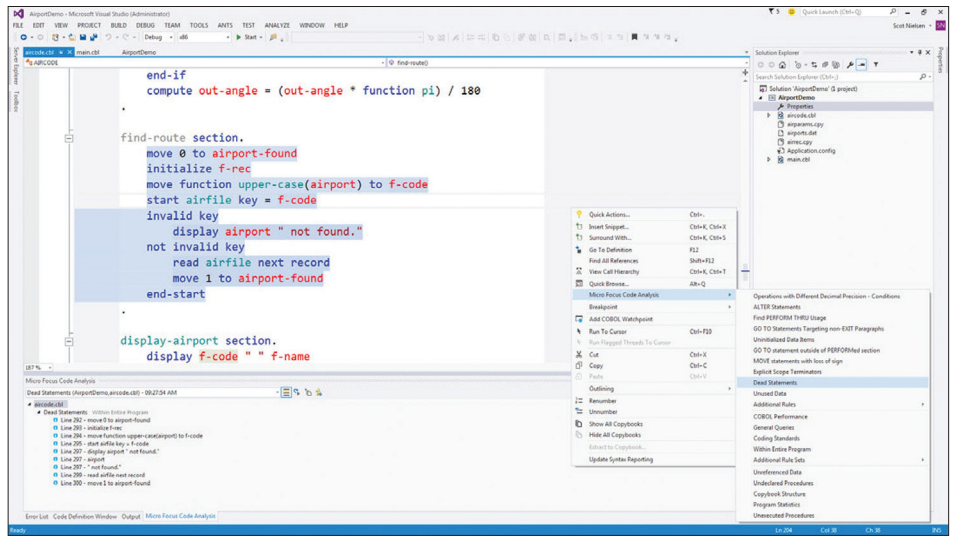 AirportDemo - Microsoft Visual Studio (Administrator)
5
Quick Launch (Ctrl+Q)
FILE EDIT VIEW PROJECT BUILD DEBUG TEAM TOOLS ANTS TEST ANALYZE WINDOW HELP
Scot Nielsen
SN
Debug x86 Start
Server Explorer
Toolbox
aircode.cbl main.cbl AirportDemo
AIRCODE
find-route()
end-if
compute out-angle = (out-angle * function pi) / 180
.
find-route section.
move 0 to airport-found
initialize f-rec
move function upper-case(airport) to f-code
start airfile key = f-code
invalid key
display airport " not found."
not invalid key
read airfile next record
move 1 to airport-found
end-start
.
display-airport section.
display f-code " " f-name
187 %
Solution Explorer
Search Solution Explorer (Ctrl+;)
Solution 'AirportDemo' (1 project)
AirportDemo
Properties
aircode.cbl
airparams.cpy
airports.dat
airrec.cpy
Application.config
main.cbl
Properties
Quick Actions... Ctrl+.
Insert Snippet... Ctrl+K, Ctrl+X
Surround With... Ctrl+K, Ctrl+S
Go To Definition F12
Find All References Shift+F12
View Call Hierarchy Ctrl+K, Ctrl+T
Quick Browse... Alt+Q
Micro Focus Code Analysis
Breakpoint
Add COBOL Watchpoint
Run To Cursor Ctrl+F10
Run Flagged Threads To Cursor
Cut Ctrl+X
Copy Ctrl+C
Paste Ctrl+V
Outlining
Renumber
Unnumber
Show All Copybooks
Hide All Copybooks
Extract to Copybook...
Update Syntax Reporting
Operations with Different Decimal Precision - Conditions
ALTER Statements
Find PERFORM THRU Usage
GO TO Statements Targeting non-EXIT Paragraphs
Uninitialized Data Items
GO TO statement outside of PERFORMed section
MOVE statements with loss of sign
Explicit Scope Terminators
Dead Statements
Unused Data
Additional Rules
COBOL Performance
General Queries
Coding Standards
Within Entire Program
Additional Rule Sets
Unreferenced Data
Undeclared Procedures
Copybook Structure
Program Statistics
Unexecuted Procedures
Micro Focus Code Analysis
Dead Statements (AirportDemo,aircode.cbl) - 09:27:54 AM
aircode.cbl
Dead Statements Within Entire Program
Line 292 - move 0 to airport-found
Line 293 - initialize f-rec
Line 294 - move function upper-case(airport) to f-code
Line 295 - start airfile key = f-code
Line 297 - display airport " not found."
Line 297 - airport
Line 297 - " not found."
Line 299 - read airfile next record
Line 300 - move 1 to airport-found
Error List Code Definition Window Output Micro Focus Code Analysis
Ready
Ln 204 Col 38 Ch 38 INS